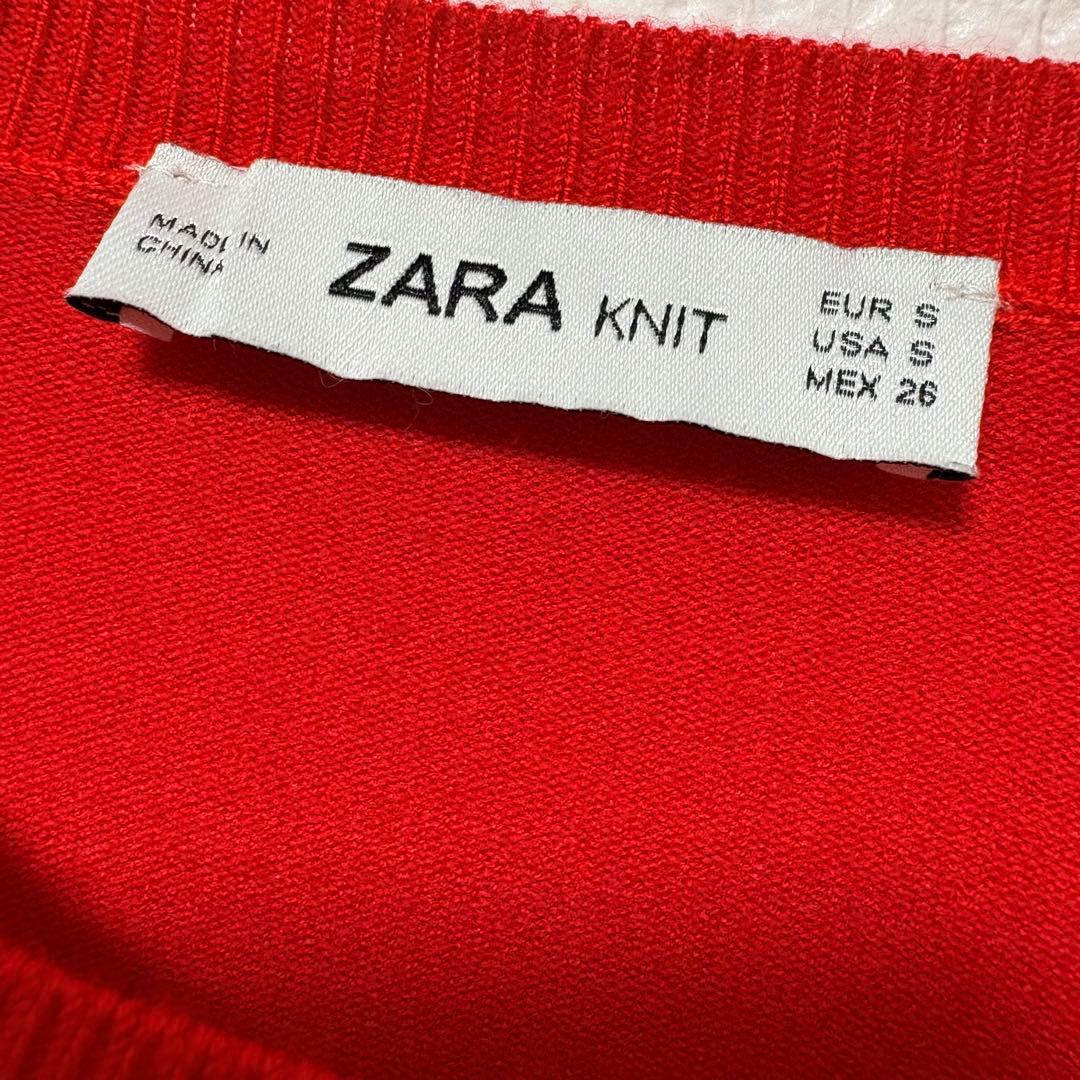 MADE IN
CHINA
ZARA KNIT
EUR S
USA S
MEX 26